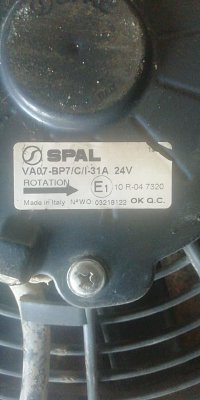 SPAL
VA07-BP7/C/I-31A 24V
ROTATION E1 10 R-04 7320
Made in Italy N°WO 03218122 OK Q.C.